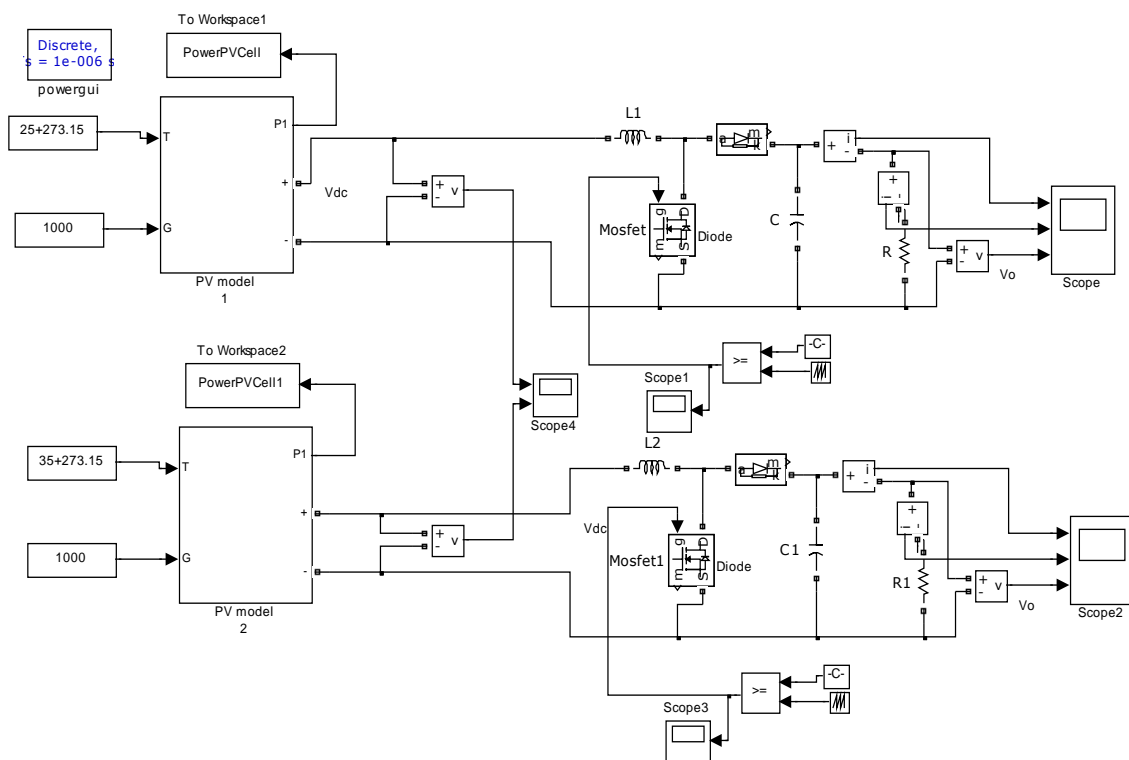 To Workspace1
Discrete,
s = 1e-006 s
powergui
PowerPVCell
25+273.15
T
P1
+
Vdc
1000
G
-
PV model
1
+
-
v
L1
a
m
k
Mosfet
g
D
m
S
Diode
C
+
i
-
+
i
-
R
+
-
v
Vo
Scope
>=
-C-
Scope1
Scope4
To Workspace2
PowerPVCell1
35+273.15
T
P1
+
1000
G
-
PV model
2
+
-
v
L2
a
m
k
Vdc
Mosfet1
g
D
m
S
Diode
C1
+
i
-
+
i
-
R1
+
-
v
Vo
Scope2
>=
-C-
Scope3